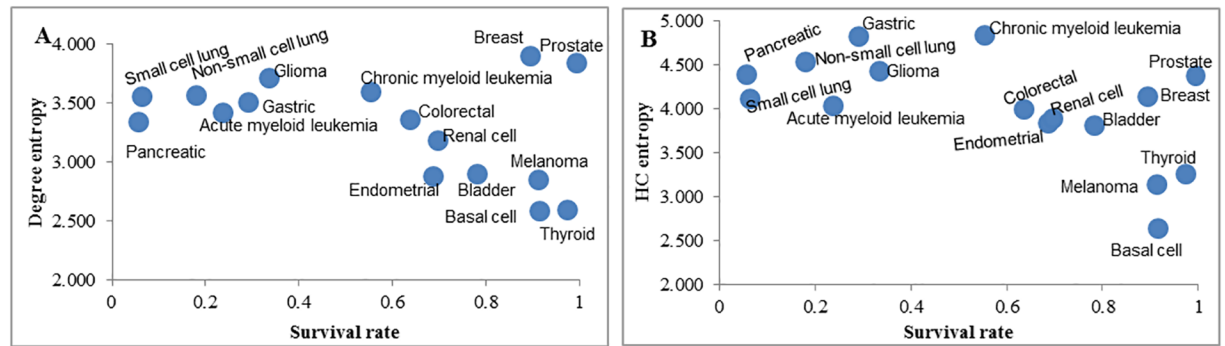 A
Degree entropy
4.000
3.500
3.000
2.500
2.000
0
0.2
0.4
0.6
0.8
1
Survival rate
Small cell lung
Non-small cell lung
Glioma
Gastric
Acute myeloid leukemia
Pancreatic
Breast
Prostate
Chronic myeloid leukemia
Colorectal
Renal cell
Melanoma
Endometrial
Bladder
Basal cell
Thyroid
B
HC entropy
5.000
4.500
4.000
3.500
3.000
2.500
2.000
0
0.2
0.4
0.6
0.8
1
Survival rate
Pancreatic
Gastric
Non-small cell lung
Glioma
Small cell lung
Acute myeloid leukemia
Chronic myeloid leukemia
Prostate
Colorectal
Renal cell
Breast
Endometrial
Bladder
Thyroid
Melanoma
Basal cell